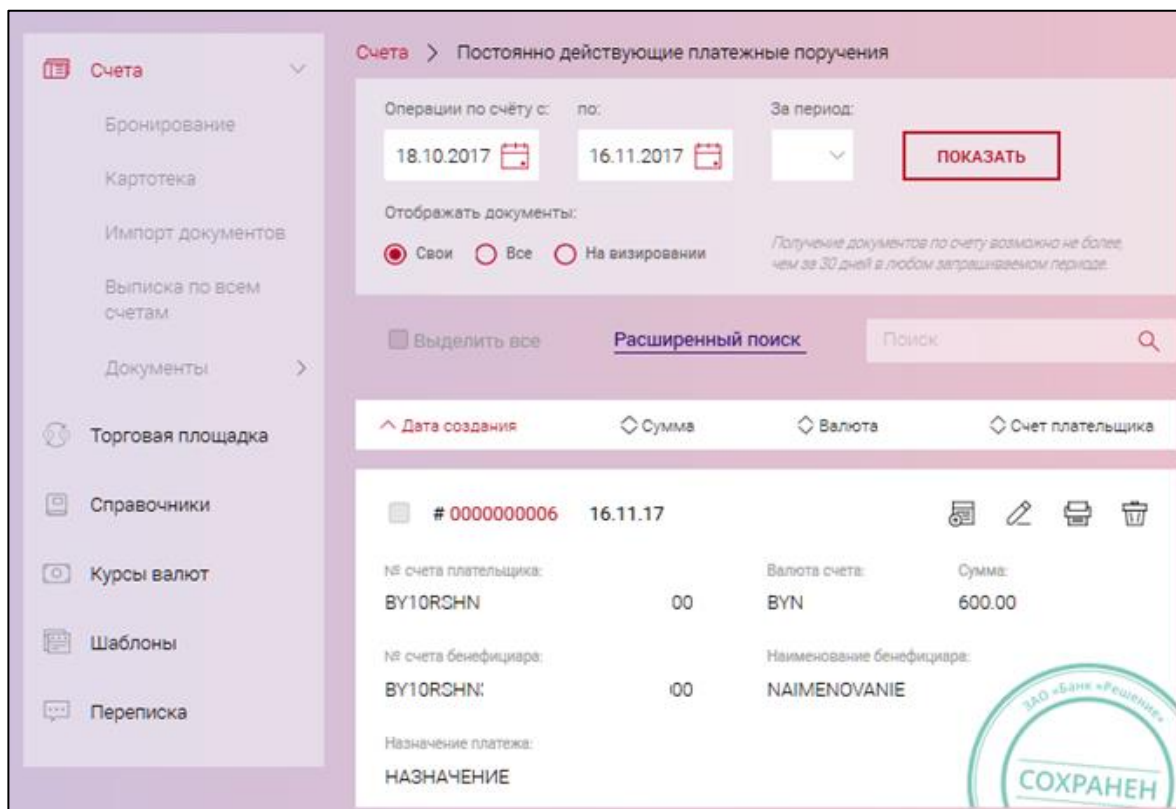 Счета
Бронирование
Картотека
Импорт документов
Выписка по всем
счетам
Документы
Торговая площадка
Справочники
Курсы валют
Шаблоны
Переписка
Счета > Постоянно действующие платежные поручения
Операции по счёту с: по: За период:
18.10.2017 16.11.2017 ПОКАЗАТЬ
Отображать документы:
Свои Все На визировании
Получение документов по счету возможно не более,
чем за 30 дней в любом запрашиваемом периоде.
Выделить все Расширенный поиск Поиск
Дата создания Сумма Валюта Счет плательщика
# 0000000006 16.11.17
№ счета плательщика: Валюта счета: Сумма:
BY10RSHN 00 BYN 600.00
№ счета бенефициара: Наименование бенефициара:
BY10RSHN 00 NAIMENOVANIE
Назначение платежа:
НАЗНАЧЕНИЕ
ЗАО «Банк «Решение»
СОХРАНЕН